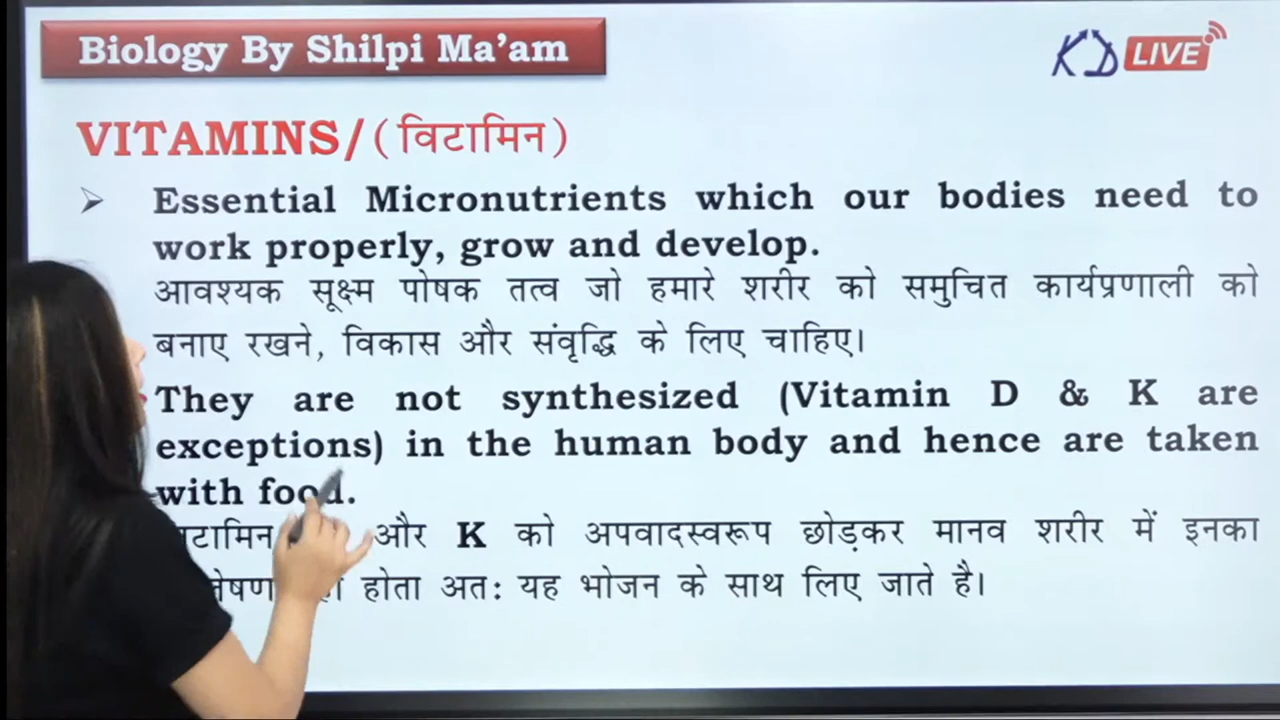 Biology By Shilpi Ma’am
KD LIVE
VITAMINS/(विटामिन)
Essential Micronutrients which our bodies need to
work properly, grow and develop.
आवश्यक सूक्ष्म पोषक तत्व जो हमारे शरीर को समुचित कार्यप्रणाली को
बनाए रखने, विकास और संवृद्धि के लिए चाहिए।
They are not synthesized (Vitamin D & K are
exceptions) in the human body and hence are taken
with food.
और K को अपवादस्वरूप छोड़कर मानव शरीर में इनका
होता अतः यह भोजन के साथ लिए जाते है।